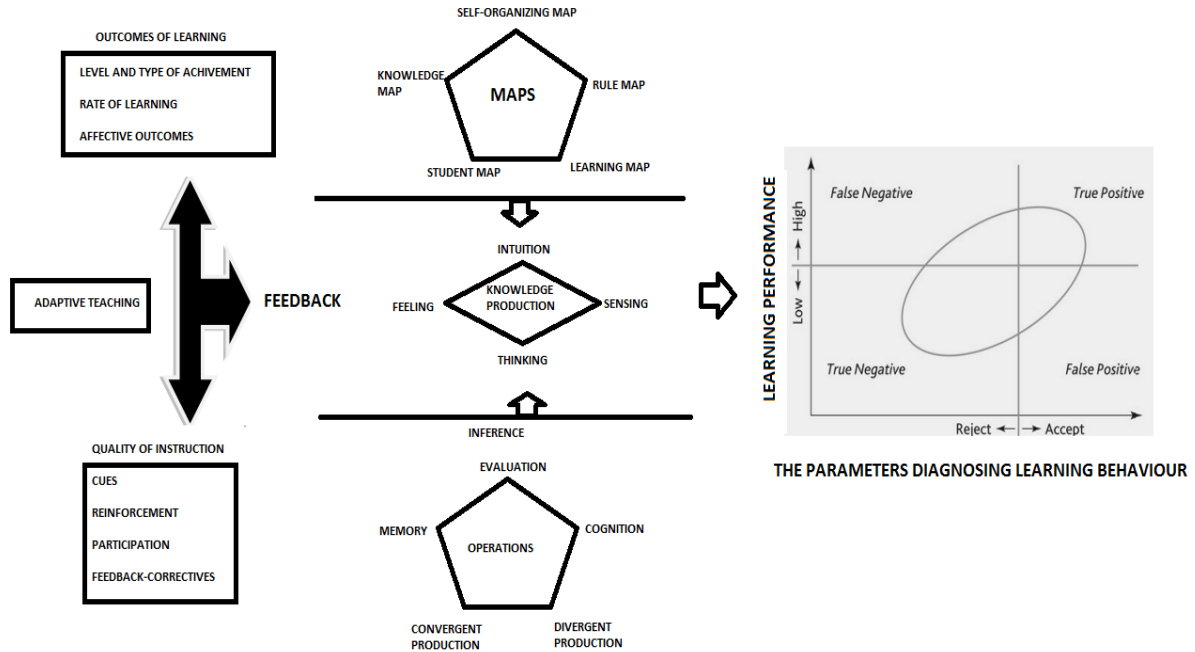 OUTCOMES OF LEARNING
LEVEL AND TYPE OF ACHIVEMENT
RATE OF LEARNING
AFFECTIVE OUTCOMES
ADAPTIVE TEACHING
FEEDBACK
QUALITY OF INSTRUCTION
CUES
REINFORCEMENT
PARTICIPATION
FEEDBACK-CORRECTIVES
SELF-ORGANIZING MAP
KNOWLEDGE
MAP
MAPS
RULE MAP
STUDENT MAP
LEARNING MAP
INTUITION
FEELING
KNOWLEDGE
PRODUCTION
SENSING
THINKING
INFERENCE
EVALUATION
MEMORY
COGNITION
OPERATIONS
CONVERGENT
PRODUCTION
DIVERGENT
PRODUCTION
LEARNING PERFORMANCE
Low
High
False Negative
True Positive
True Negative
False Positive
Reject
Accept
THE PARAMETERS DIAGNOSING LEARNING BEHAVIOUR